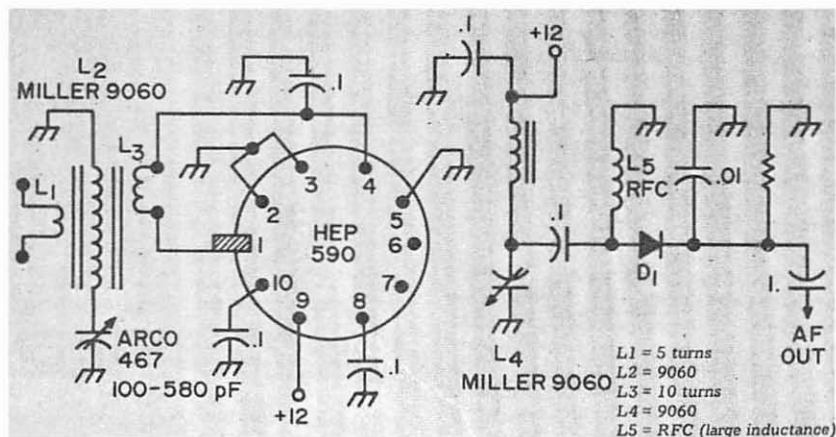 L2
MILLER 9060
L1
L3
ARCO
467
100-580 pF
.1
HEP
590
1
2
3
4
5
6
7
8
9
10
.1
.1
+12
.1
+12
.1
L5
RFC
.01
D1
1.
AF
OUT
L4
MILLER 9060
L1 = 5 turns
L2 = 9060
L3 = 10 turns
L4 = 9060
L5 = RFC (large inductance)